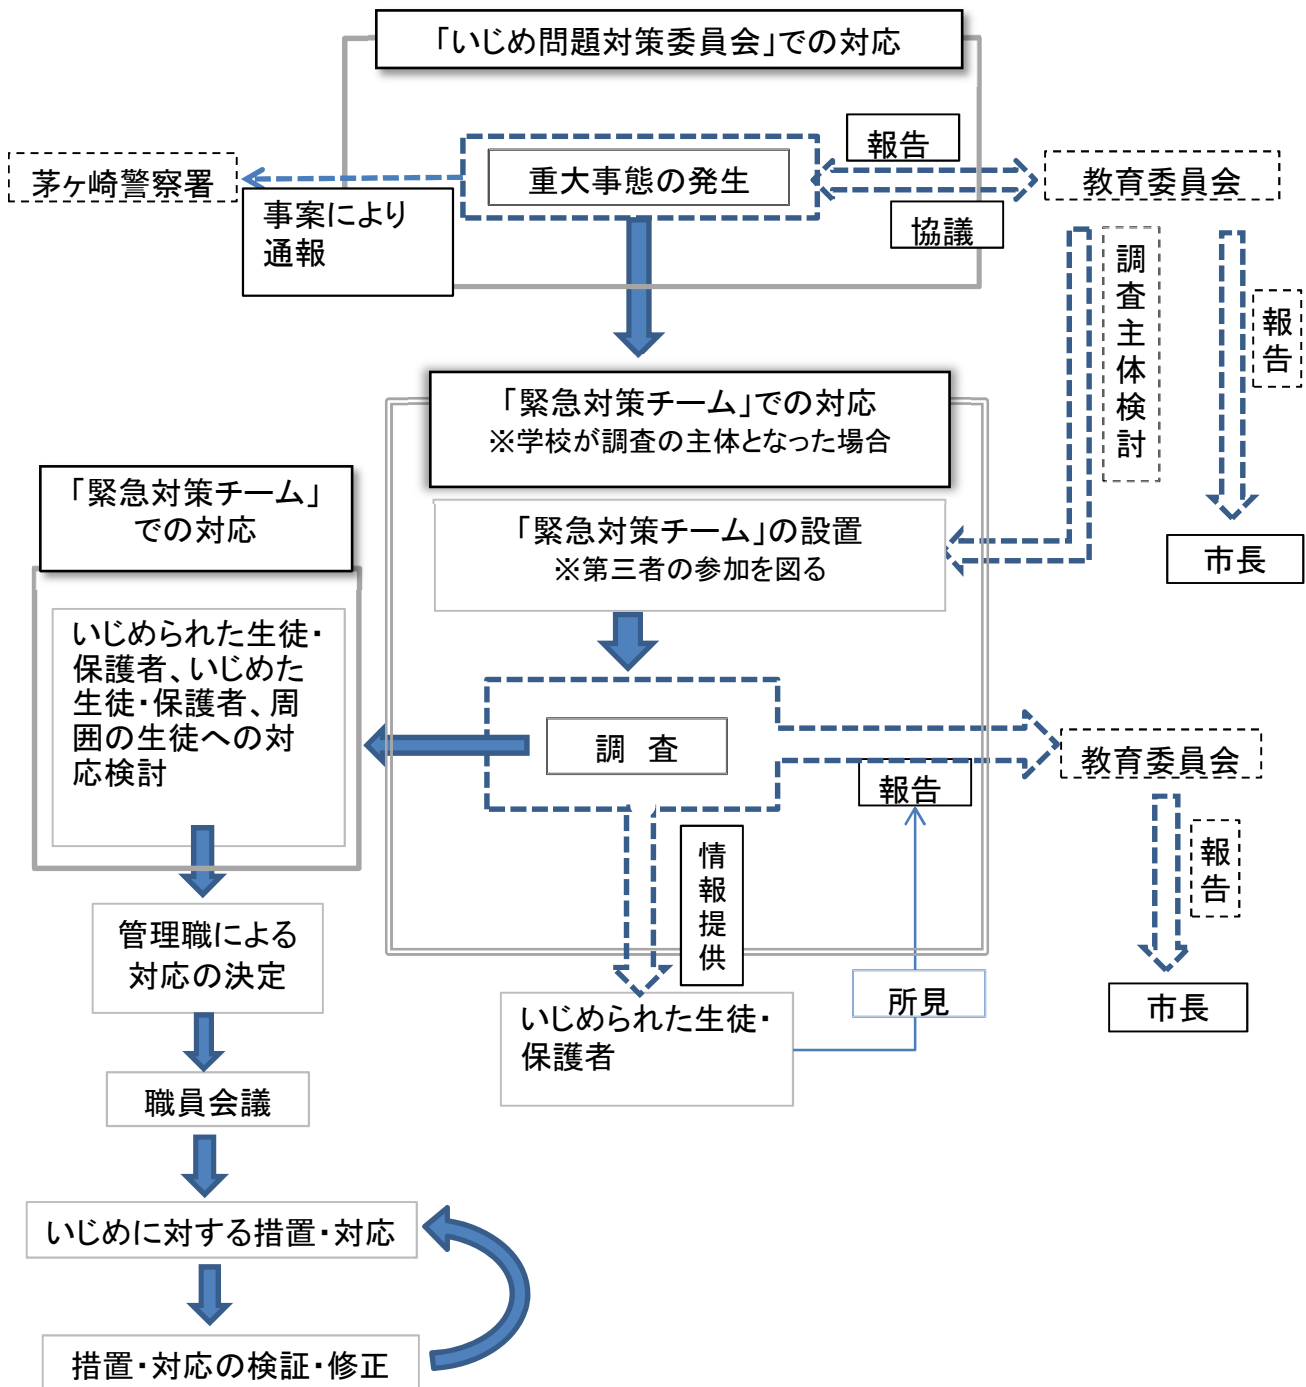 「いじめ問題対策委員会」での対応
報告
茅ヶ崎警察署
重大事態の発生
教育委員会
事案により
通報
協議
調査主体検討
報告
「緊急対策チーム」での対応
※学校が調査の主体となった場合
「緊急対策チーム」
での対応
「緊急対策チーム」の設置
※第三者の参加を図る
市長
いじめられた生徒・
保護者、いじめた
生徒・保護者、周
囲の生徒への対
応検討
調　査
教育委員会
報告
情報提供
報告
管理職による
対応の決定
所見
市長
いじめられた生徒・
保護者
職員会議
いじめに対する措置・対応
措置・対応の検証・修正